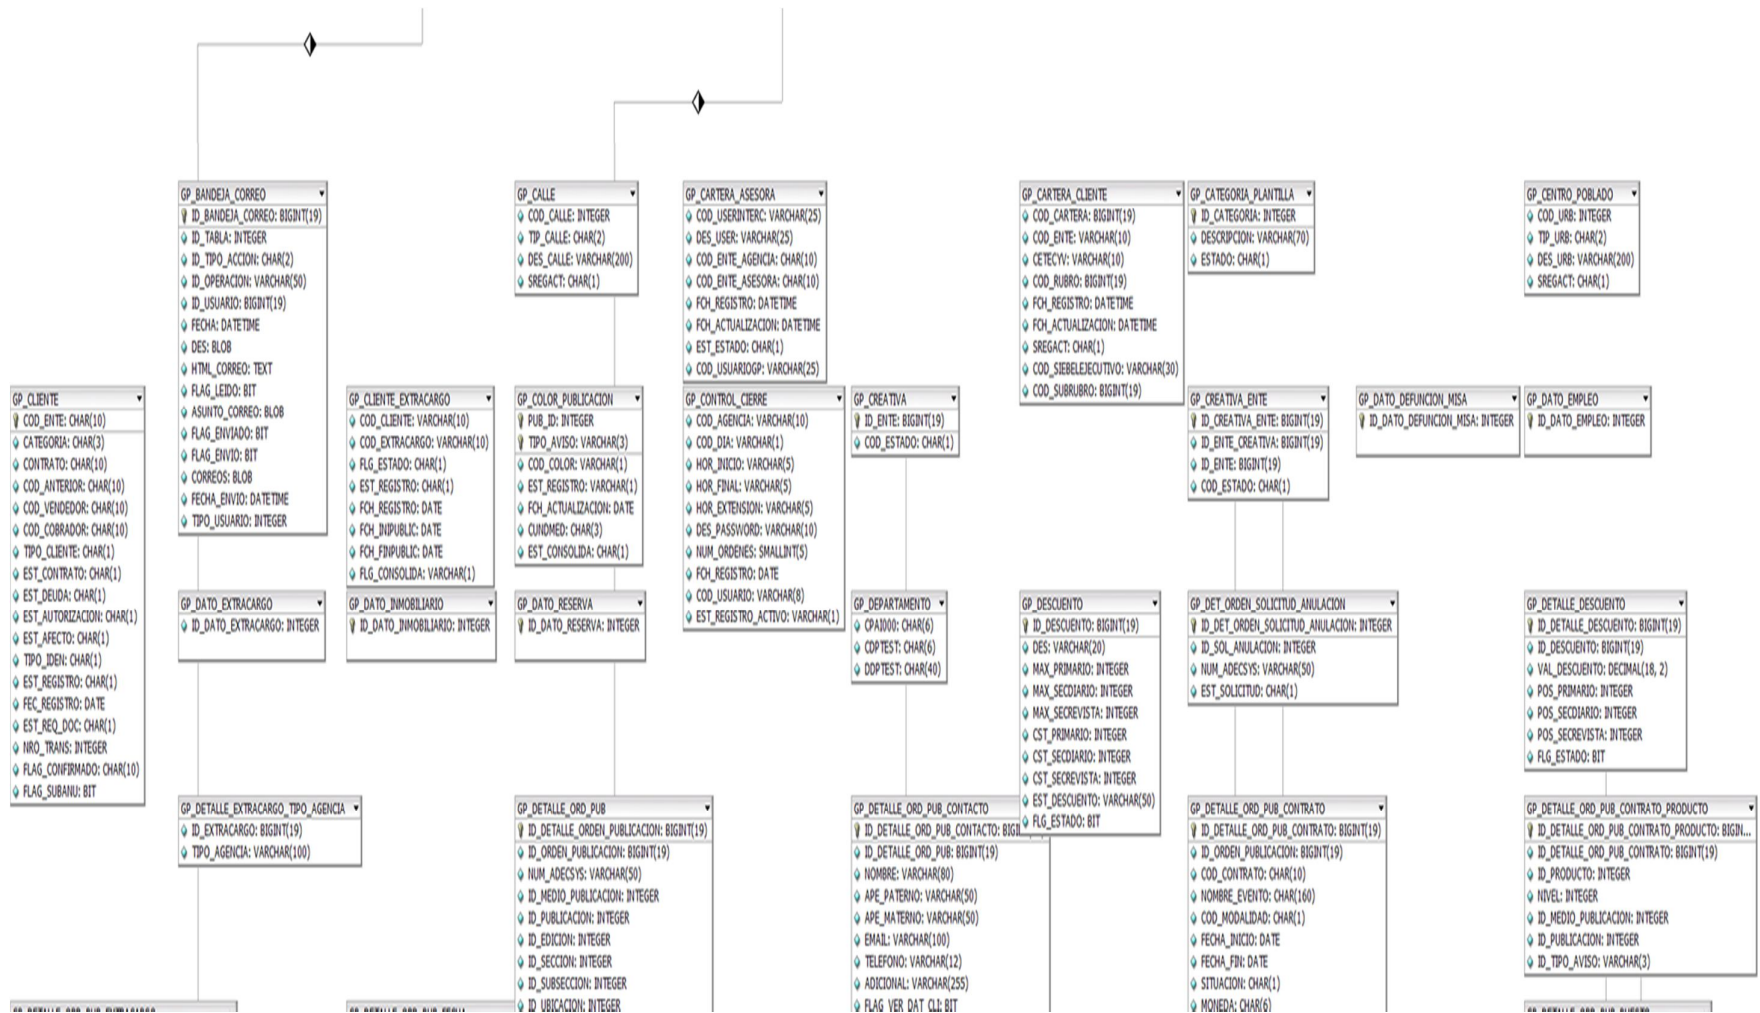 GP_BANDEJA_CORREO
ID_BANDEJA_CORREO: BIGINT(19)
ID_TABLA: INTEGER
ID_TIPO_ACCION: CHAR(2)
ID_OPERACION: VARCHAR(50)
ID_USUARIO: BIGINT(19)
FECHA: DATETIME
DES: BLOB
HTML_CORREO: TEXT
FLAG_LEIDO: BIT
ASUNTO_CORREO: BLOB
FLAG_ENVIADO: BIT
FLAG_ENVIO: BIT
CORREOS: BLOB
FECHA_ENVIO: DATETIME
TIPO_USUARIO: INTEGER
GP_CALLE
COD_CALLE: INTEGER
TIP_CALLE: CHAR(2)
DES_CALLE: VARCHAR(200)
SREGACT: CHAR(1)
GP_CARTERA_ASESORA
COD_USERINTERC: VARCHAR(25)
DES_USER: VARCHAR(25)
COD_ENTE_AGENCIA: CHAR(10)
COD_ENTE_ASESORA: CHAR(10)
FCH_REGISTRO: DATETIME
FCH_ACTUALIZACION: DATETIME
EST_ESTADO: CHAR(1)
COD_USUARIOGP: VARCHAR(25)
GP_CARTERA_CLIENTE
COD_CARTERA: BIGINT(19)
COD_ENTE: VARCHAR(10)
CETECYV: VARCHAR(10)
COD_RUBRO: BIGINT(19)
FCH_REGISTRO: DATETIME
FCH_ACTUALIZACION: DATETIME
SREGACT: CHAR(1)
COD_SIEBELEJECUTIVO: VARCHAR(30)
COD_SUBRUBRO: BIGINT(19)
GP_CATEGORIA_PLANTILLA
ID_CATEGORIA: INTEGER
DESCRIPCION: VARCHAR(70)
ESTADO: CHAR(1)
GP_CENTRO_POBLADO
COD_URB: INTEGER
TIP_URB: CHAR(2)
DES_URB: VARCHAR(200)
SREGACT: CHAR(1)
GP_CLIENTE
COD_ENTE: CHAR(10)
CATEGORIA: CHAR(3)
CONTRATO: CHAR(10)
COD_ANTERIOR: CHAR(10)
COD_VENDEDOR: CHAR(10)
COD_COBRADOR: CHAR(10)
TIPO_CLIENTE: CHAR(1)
EST_CONTRATO: CHAR(1)
EST_DEUDA: CHAR(1)
EST_AUTORIZACION: CHAR(1)
EST_AFECTO: CHAR(1)
TIPO_IDEN: CHAR(1)
EST_REGISTRO: CHAR(1)
FEC_REGISTRO: DATE
EST_REQ_DOC: CHAR(1)
NRO_TRANS: INTEGER
FLAG_CONFIRMADO: CHAR(10)
FLAG_SUBANU: BIT
GP_CLIENTE_EXTRACARGO
COD_CLIENTE: VARCHAR(10)
COD_EXTRACARGO: VARCHAR(10)
FLG_ESTADO: CHAR(1)
EST_REGISTRO: CHAR(1)
FCH_REGISTRO: DATE
FCH_INIPUBLIC: DATE
FCH_FINPUBLIC: DATE
FLG_CONSOLIDA: VARCHAR(1)
GP_COLOR_PUBLICACION
PUB_ID: INTEGER
TIPO_AVISO: VARCHAR(3)
COD_COLOR: VARCHAR(1)
EST_REGISTRO: VARCHAR(1)
FCH_ACTUALIZACION: DATE
CUNDMED: CHAR(3)
EST_CONSOLIDA: CHAR(1)
GP_CONTROL_CIERRE
COD_AGENCIA: VARCHAR(10)
COD_DIA: VARCHAR(1)
HOR_INICIO: VARCHAR(5)
HOR_FINAL: VARCHAR(5)
HOR_EXTENSION: VARCHAR(5)
DES_PASSWORD: VARCHAR(10)
NUM_ORDENES: SMALLINT(5)
FCH_REGISTRO: DATE
COD_USUARIO: VARCHAR(8)
EST_REGISTRO_ACTIVO: VARCHAR(1)
GP_CREATIVA
ID_ENTE: BIGINT(19)
COD_ESTADO: CHAR(1)
GP_CREATIVA_ENTE
ID_CREATIVA_ENTE: BIGINT(19)
ID_ENTE_CREATIVA: BIGINT(19)
ID_ENTE: BIGINT(19)
COD_ESTADO: CHAR(1)
GP_DATO_DEFUNCION_MISA
ID_DATO_DEFUNCION_MISA: INTEGER
GP_DATO_EMPLEO
ID_DATO_EMPLEO: INTEGER
GP_DATO_EXTRACARGO
ID_DATO_EXTRACARGO: INTEGER
GP_DATO_INMOBILIARIO
ID_DATO_INMOBILIARIO: INTEGER
GP_DATO_RESERVA
ID_DATO_RESERVA: INTEGER
GP_DEPARTAMENTO
CPAI000: CHAR(6)
CDPTEST: CHAR(6)
DDPTEST: CHAR(40)
GP_DESCUENTO
ID_DESCUENTO: BIGINT(19)
DES: VARCHAR(20)
MAX_PRIMARIO: INTEGER
MAX_SECDIARIO: INTEGER
MAX_SECREVISTA: INTEGER
CST_PRIMARIO: INTEGER
CST_SECDIARIO: INTEGER
CST_SECREVISTA: INTEGER
EST_DESCUENTO: VARCHAR(50)
FLG_ESTADO: BIT
GP_DET_ORDEN_SOLICITUD_ANULACION
ID_DET_ORDEN_SOLICITUD_ANULACION: INTEGER
ID_SOL_ANULACION: INTEGER
NUM_ADECSYS: VARCHAR(50)
EST_SOLICITUD: CHAR(1)
GP_DETALLE_DESCUENTO
ID_DETALLE_DESCUENTO: BIGINT(19)
ID_DESCUENTO: BIGINT(19)
VAL_DESCUENTO: DECIMAL(18, 2)
POS_PRIMARIO: INTEGER
POS_SECDIARIO: INTEGER
POS_SECREVISTA: INTEGER
FLG_ESTADO: BIT
GP_DETALLE_EXTRACARGO_TIPO_AGENCIA
ID_EXTRACARGO: BIGINT(19)
TIPO_AGENCIA: VARCHAR(100)
GP_DETALLE_ORD_PUB
ID_DETALLE_ORDEN_PUBLICACION: BIGINT(19)
ID_ORDEN_PUBLICACION: BIGINT(19)
NUM_ADECSYS: VARCHAR(50)
ID_MEDIO_PUBLICACION: INTEGER
ID_PUBLICACION: INTEGER
ID_EDICION: INTEGER
ID_SECCION: INTEGER
ID_SUBSECCION: INTEGER
ID_UBICACION: INTEGER
GP_DETALLE_ORD_PUB_CONTACTO
ID_DETALLE_ORD_PUB_CONTACTO: BIGI
ID_DETALLE_ORD_PUB: BIGINT(19)
NOMBRE: VARCHAR(80)
APE_PATERNO: VARCHAR(50)
APE_MATERNO: VARCHAR(50)
EMAIL: VARCHAR(100)
TELEFONO: VARCHAR(12)
ADICIONAL: VARCHAR(255)
FLAG_VER_DAT_CLI: BIT
GP_DETALLE_ORD_PUB_CONTRATO
ID_DETALLE_ORD_PUB_CONTRATO: BIGINT(19)
ID_ORDEN_PUBLICACION: BIGINT(19)
COD_CONTRATO: CHAR(10)
NOMBRE_EVENTO: CHAR(160)
COD_MODALIDAD: CHAR(1)
FECHA_INICIO: DATE
FECHA_FIN: DATE
SITUACION: CHAR(1)
MONEDA: CHAR(6)
GP_DETALLE_ORD_PUB_CONTRATO_PRODUCTO
ID_DETALLE_ORD_PUB_CONTRATO_PRODUCTO: BIGIN...
ID_DETALLE_ORD_PUB_CONTRATO: BIGINT(19)
ID_PRODUCTO: INTEGER
NIVEL: INTEGER
ID_MEDIO_PUBLICACION: INTEGER
ID_PUBLICACION: INTEGER
ID_TIPO_AVISO: VARCHAR(3)